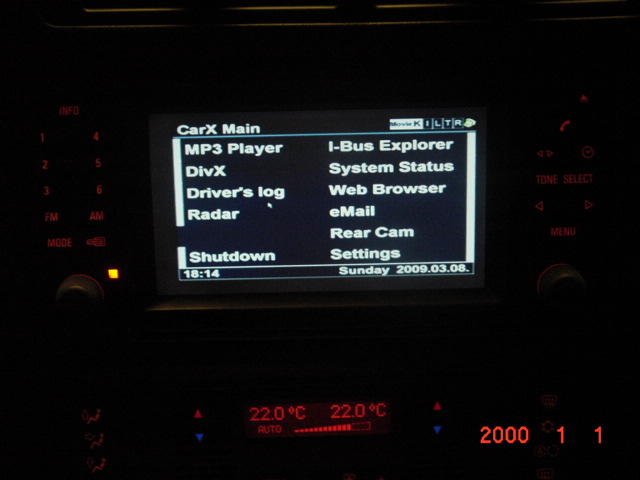 INFO
CarX Main
Movie K I L T R
1 4
MP3 Player I-Bus Explorer
2 5
DivX System Status
TONE SELECT
3 6
Driver's log Web Browser
FM AM
Radar eMail
MENU
MODE
Rear Cam
Shutdown Settings
18:14 Sunday 2009.03.08.
22.0°C 22.0°C
AUTO
2000 1 1